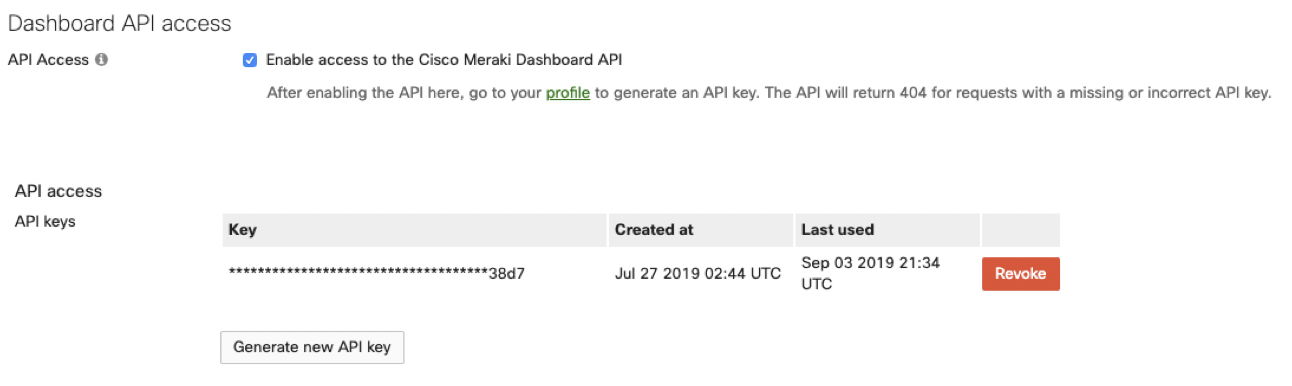 Dashboard API access
API Access
Enable access to the Cisco Meraki Dashboard API
After enabling the API here, go to your profile to generate an API key. The API will return 404 for requests with a missing or incorrect API key.
API access
API keys
Key Created at Last used
************************************38d7 Jul 27 2019 02:44 UTC Sep 03 2019 21:34 UTC Revoke
Generate new API key